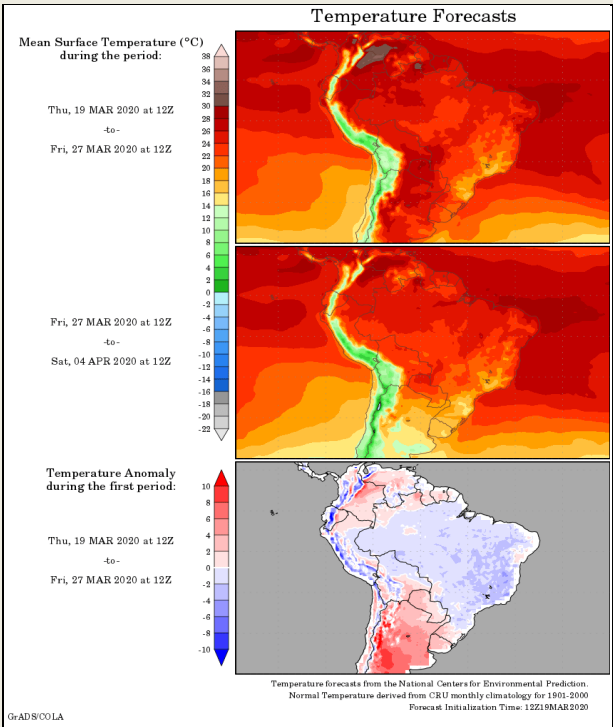 Temperature Forecasts
Mean Surface Temperature (°C)
during the period:
Thu, 19 MAR 2020 at 12Z
-to-
Fri, 27 MAR 2020 at 12Z
38
36
34
32
30
28
26
24
22
20
18
16
14
12
10
8
6
4
2
0
-2
-4
-6
-8
-10
-12
-14
-16
-18
-20
-22
Fri, 27 MAR 2020 at 12Z
-to-
Sat, 04 APR 2020 at 12Z
Temperature Anomaly
during the first period:
Thu, 19 MAR 2020 at 12Z
-to-
Fri, 27 MAR 2020 at 12Z
10
8
6
4
2
0
-2
-4
-6
-8
-10
Temperature forecasts from the National Centers for Environmental Prediction.
Normal Temperature derived from CRU monthly climatology for 1901-2000
Forecast Initialization Time: 12Z19MAR2020
GrADS/COLA